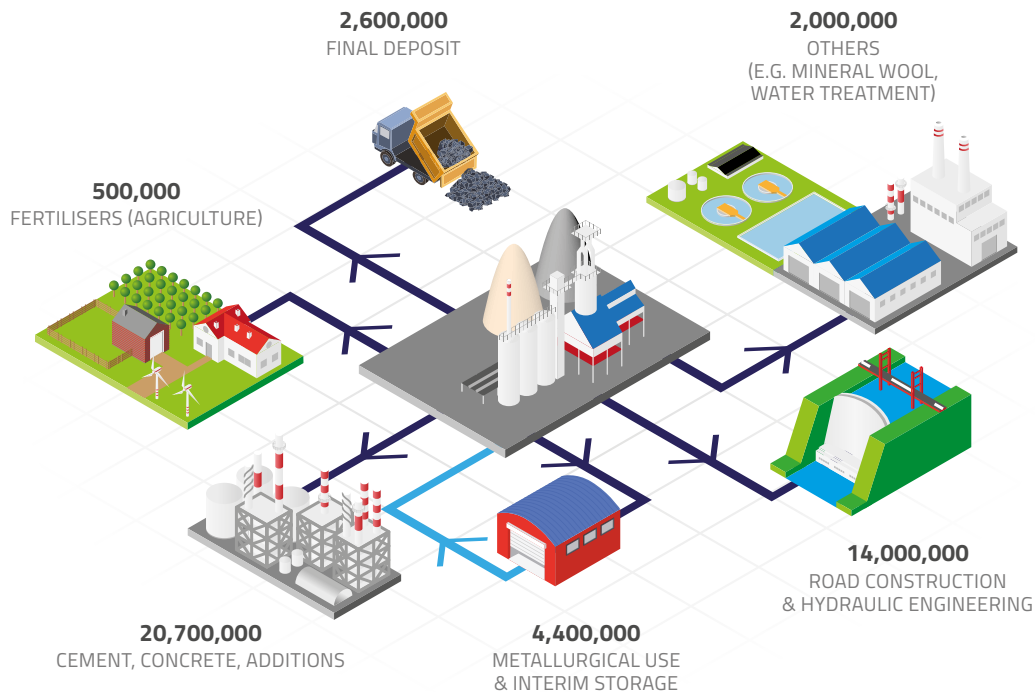 2,600,000
FINAL DEPOSIT
2,000,000
OTHERS
(E.G. MINERAL WOOL,
WATER TREATMENT)
500,000
FERTILISERS (AGRICULTURE)
14,000,000
ROAD CONSTRUCTION
& HYDRAULIC ENGINEERING
20,700,000
CEMENT, CONCRETE, ADDITIONS
4,400,000
METALLURGICAL USE
& INTERIM STORAGE